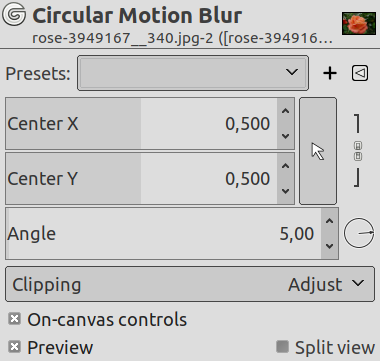 Circular Motion Blur
rose-3949167__340.jpg-2 ([rose-394916...
Presets:
Center X 0,500
Center Y 0,500
Angle 5,00
Clipping Adjust
On-canvas controls
Preview Split view